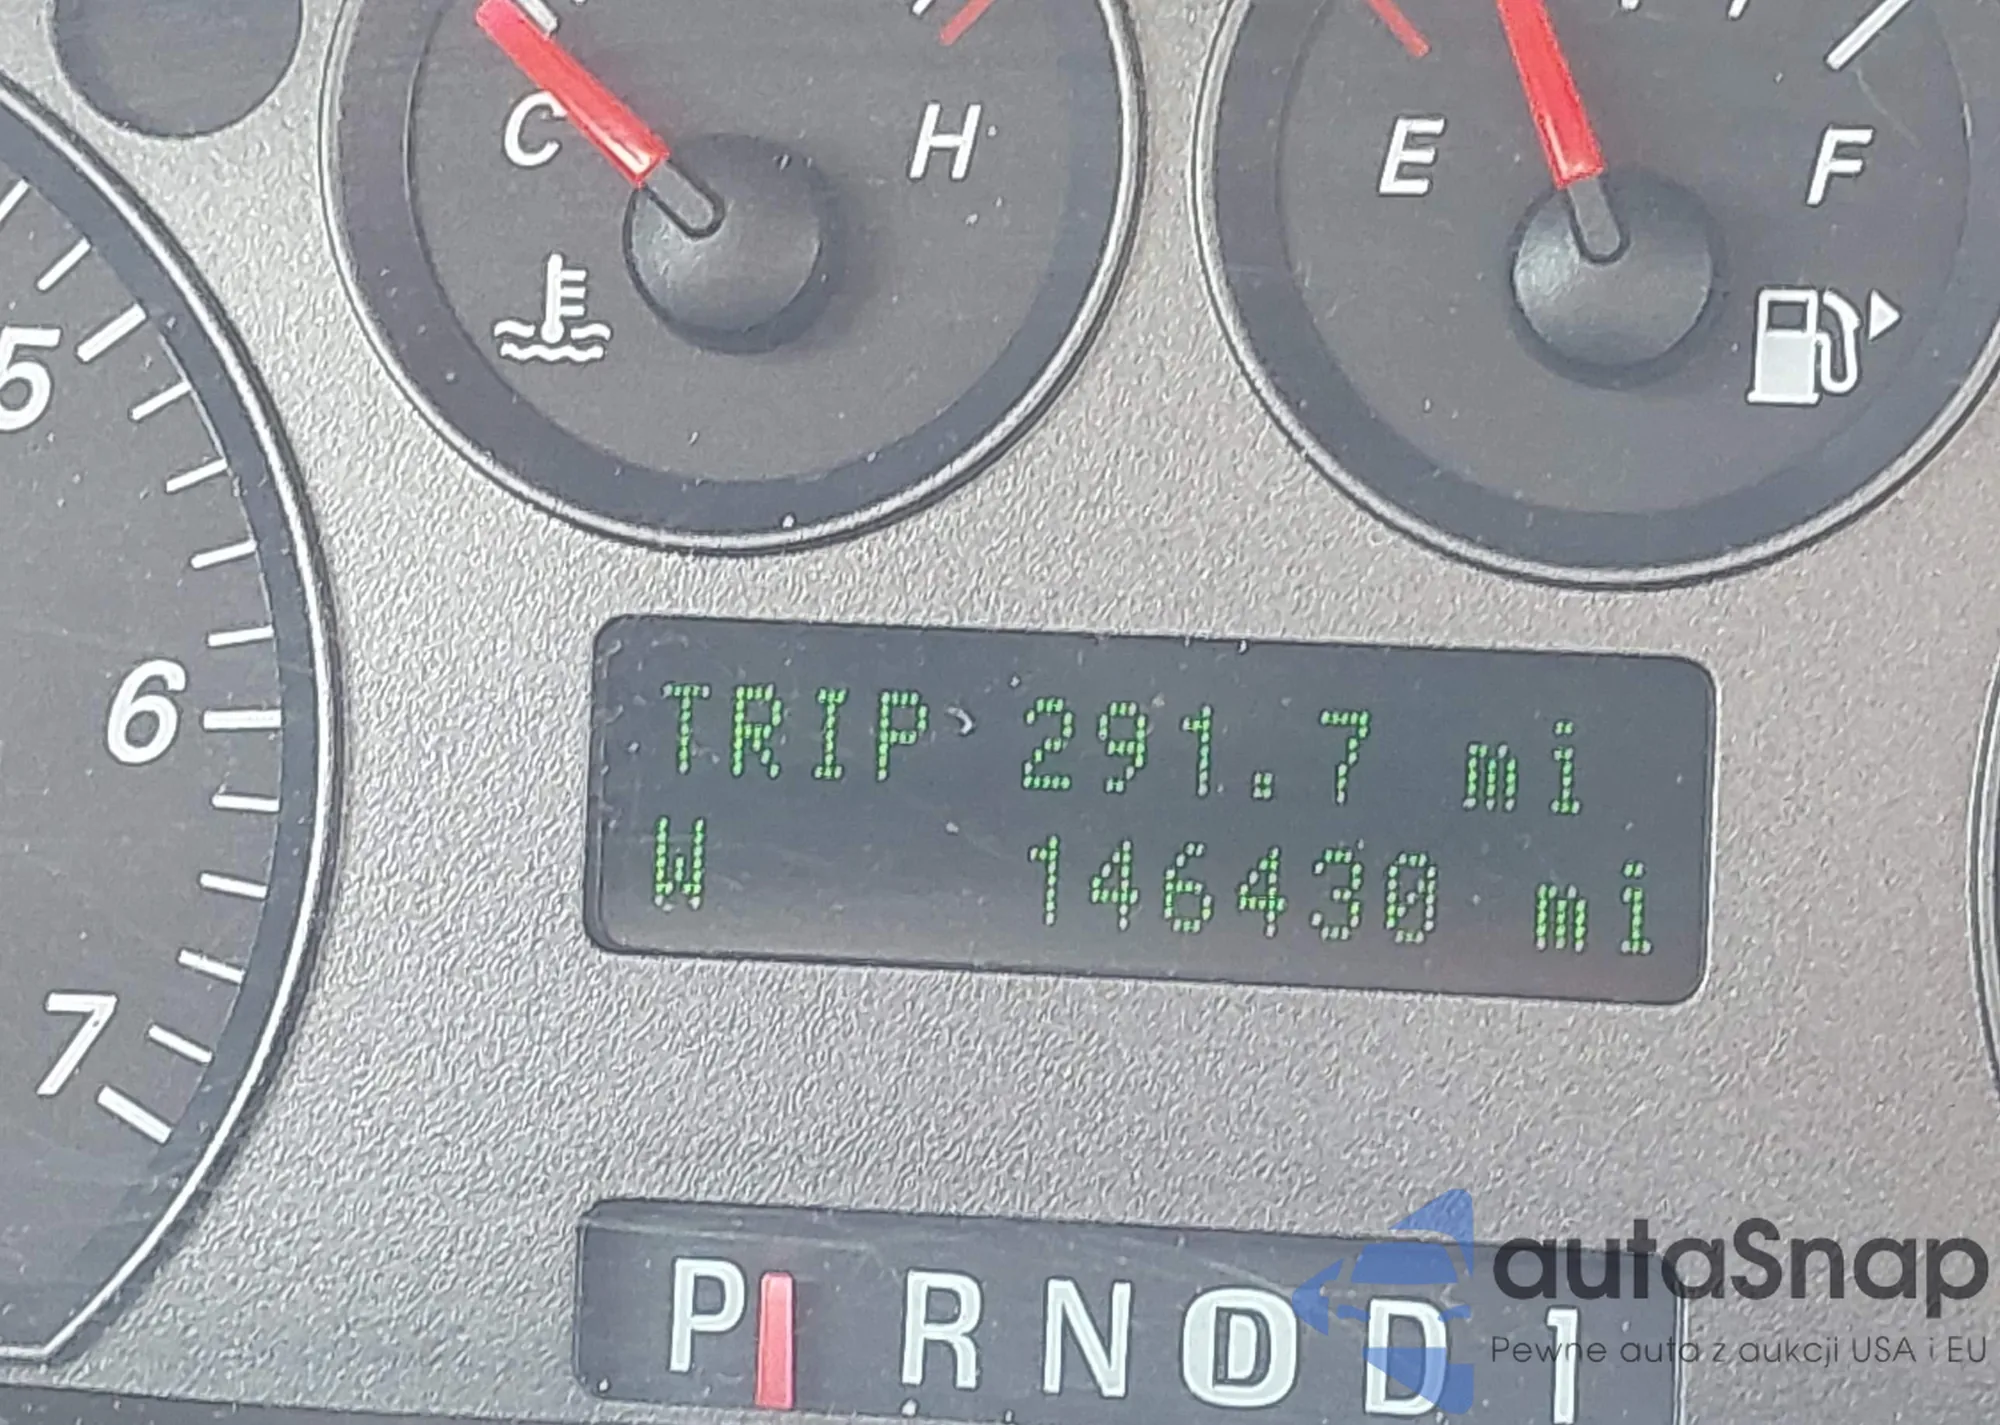 C H
E F
5
6
7
TRIP 291.7 mi
W 146430 mi
P R N D D 1
autaSnap
Pewne auta z aukcji USA i EU